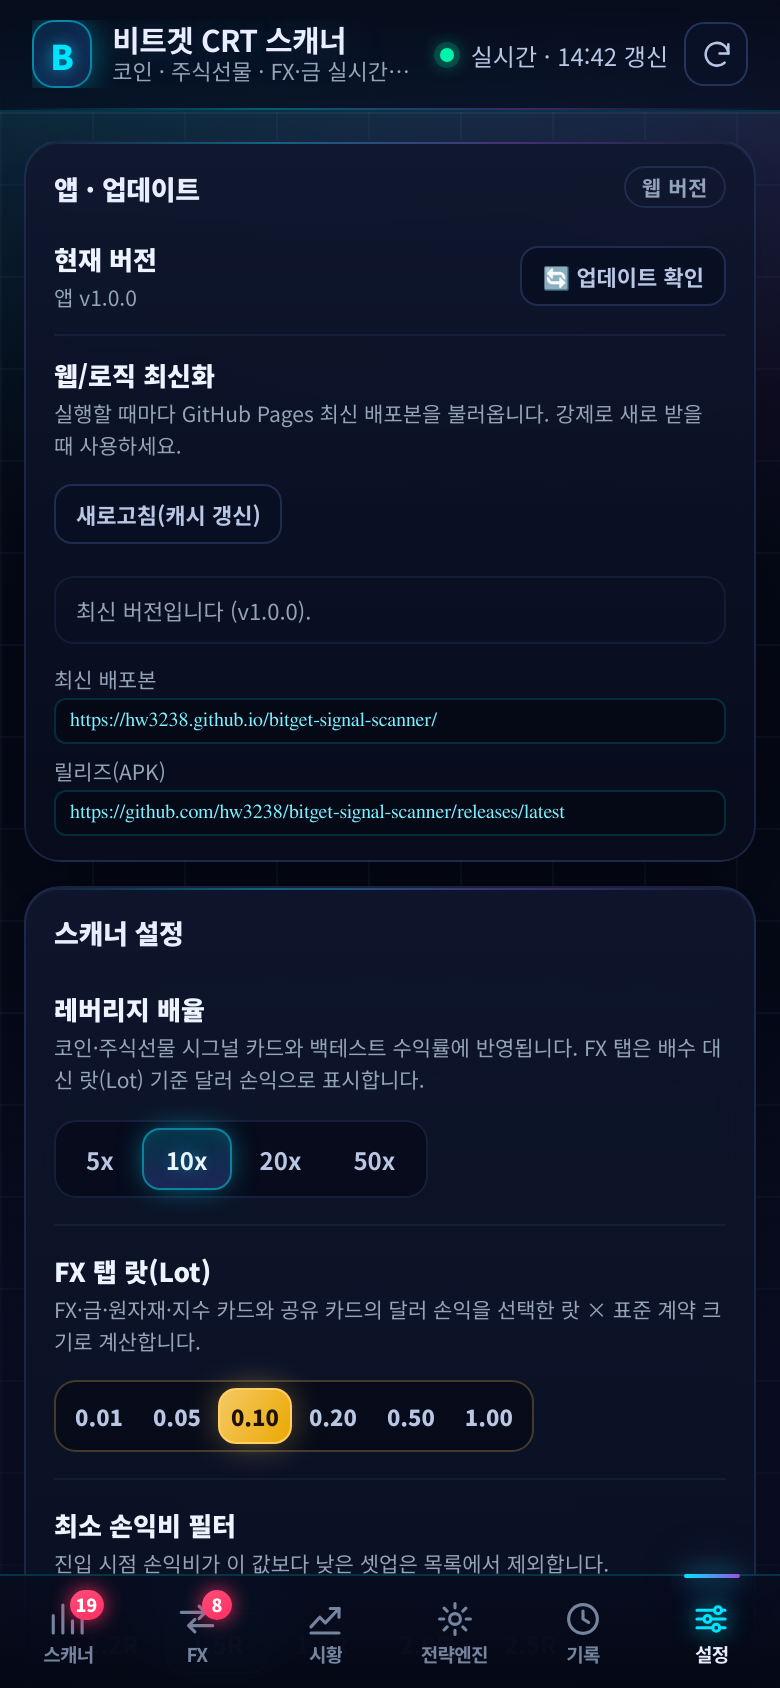 B
비트겟 CRT 스캐너
코인 · 주식선물 · FX·금 실시간…
실시간 · 14:42 갱신
앱 · 업데이트
웹 버전
현재 버전
앱 v1.0.0
업데이트 확인
웹/로직 최신화
실행할 때마다 GitHub Pages 최신 배포본을 불러옵니다. 강제로 새로 받을
때 사용하세요.
새로고침(캐시 갱신)
최신 버전입니다 (v1.0.0).
최신 배포본
https://hw3238.github.io/bitget-signal-scanner/
릴리즈(APK)
https://github.com/hw3238/bitget-signal-scanner/releases/latest
스캐너 설정
레버리지 배율
코인·주식선물 시그널 카드와 백테스트 수익률에 반영됩니다. FX 탭은 배수 대
신 랏(Lot) 기준 달러 손익으로 표시합니다.
5x 10x 20x 50x
FX 탭 랏(Lot)
FX·금·원자재·지수 카드와 공유 카드의 달러 손익을 선택한 랏 × 표준 계약 크
기로 계산합니다.
0.01 0.05 0.10 0.20 0.50 1.00
최소 손익비 필터
진입 시점 손익비가 이 값보다 낮은 셋업은 목록에서 제외합니다.
19 8
스캐너 FX 시황 전략엔진 기록 설정